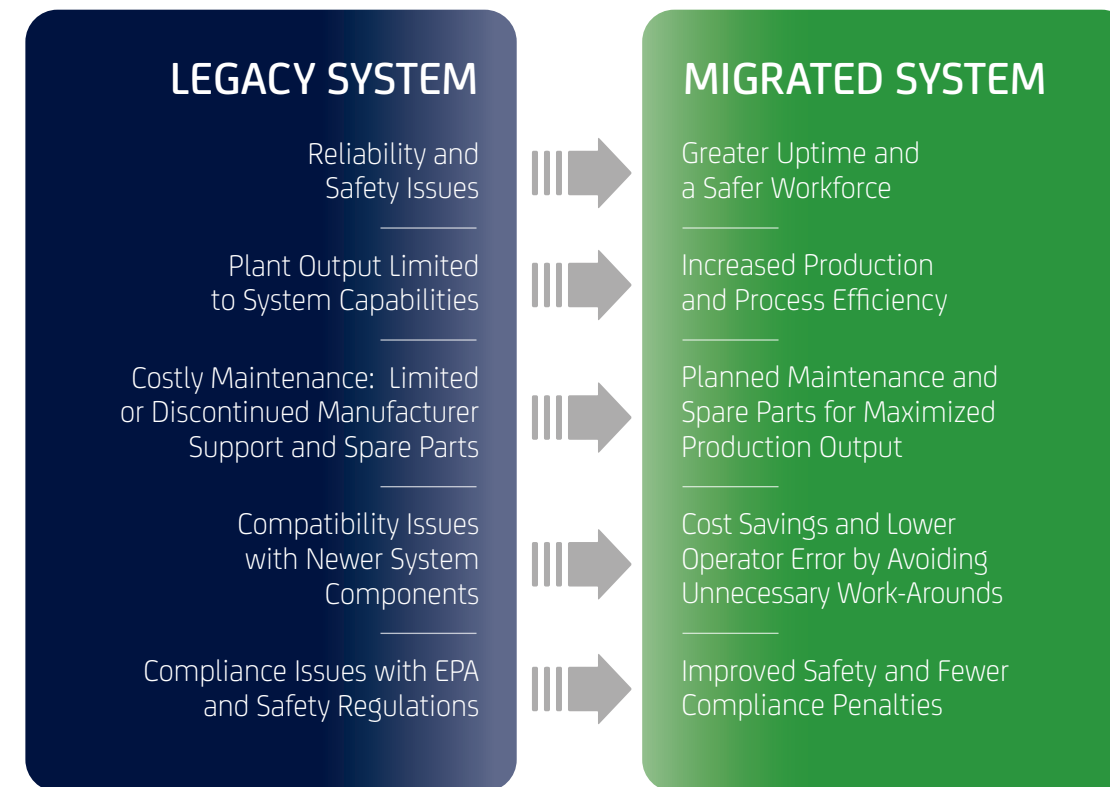 LEGACY SYSTEM
Reliability and
Safety Issues
Plant Output Limited
to System Capabilities
Costly Maintenance:  Limited
or Discontinued Manufacturer
Support and Spare Parts
Compatibility Issues
with Newer System
Components
Compliance Issues with EPA
and Safety Regulations
MIGRATED SYSTEM
Greater Uptime and
a Safer Workforce
Increased Production
and Process Efficiency
Planned Maintenance and
Spare Parts for Maximized
Production Output
Cost Savings and Lower
Operator Error by Avoiding
Unnecessary Work-Arounds
Improved Safety and Fewer
Compliance Penalties